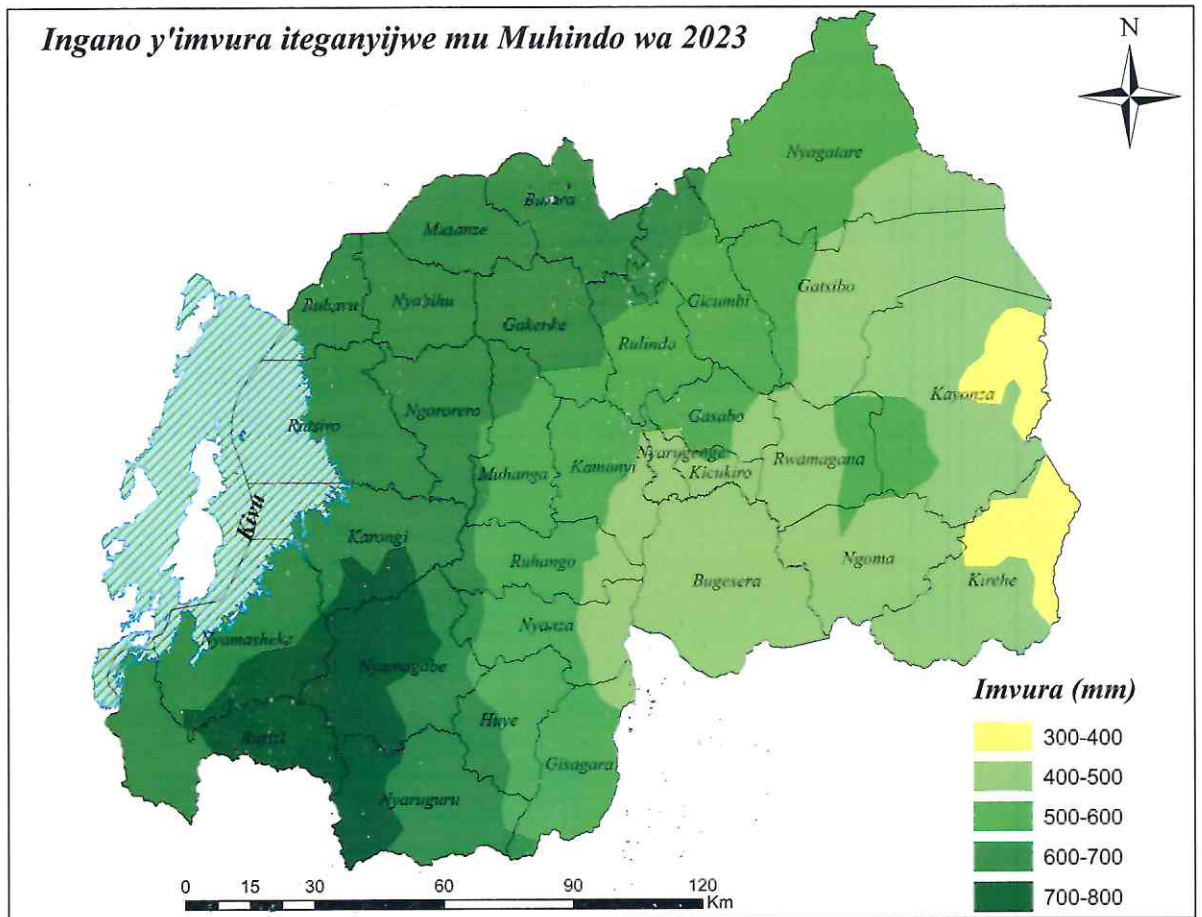 Ingano y'imvura iteganyijwe mu Muhindo wa 2023
N
Nyagatare
Burera
Musanze
Rubavu
Nyabihu
Gakenke
Gicumbi
Gatsibo
Rulindo
Kayonza
Rutsiro
Ngororero
Gasabo
Muhanga
Kamonyi
Nyarugenge
Kicukiro
Rwamagana
Kivu
Karongi
Ruhango
Bugesera
Ngoma
Kirehe
Nyamasheke
Nyanza
Nyamagabe
Huye
Rusizi
Gisagara
Nyaruguru
Imvura (mm)
300-400
400-500
500-600
600-700
700-800
0 15 30 60 90 120
Km